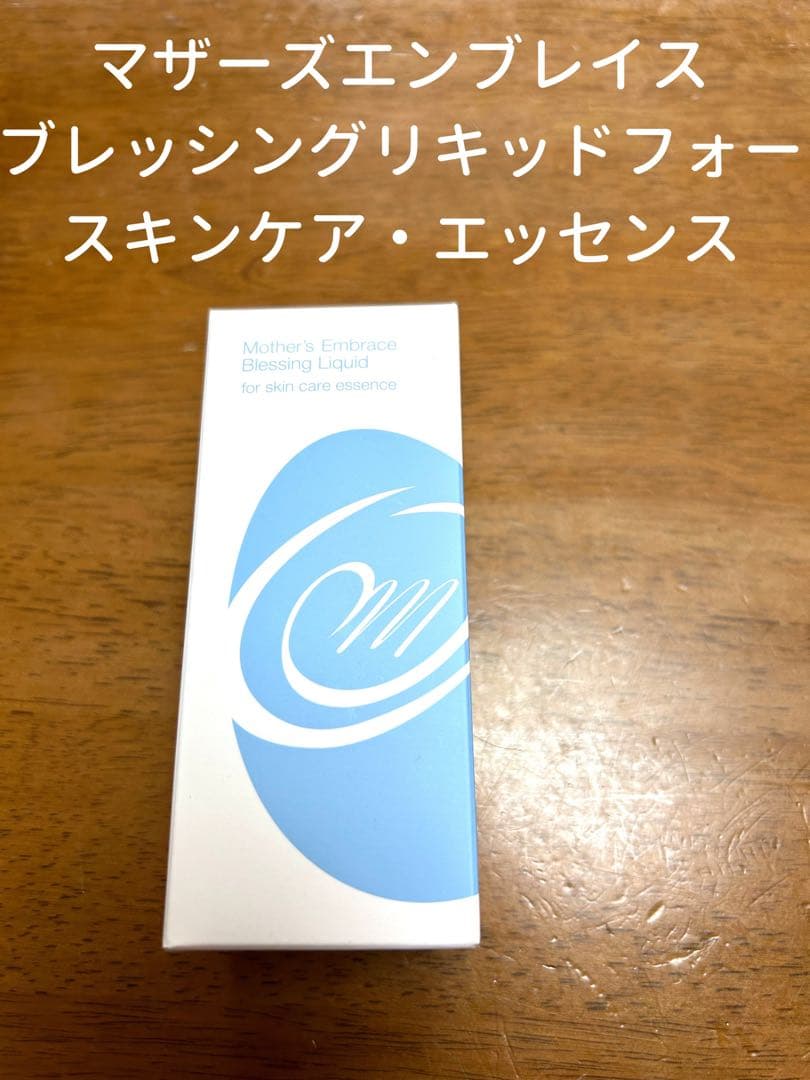 マザーズエンブレイス
ブレッシングリキッドフォー
スキンケア・エッセンス
Mother's Embrace
Blessing Liquid
for skin care essence
m